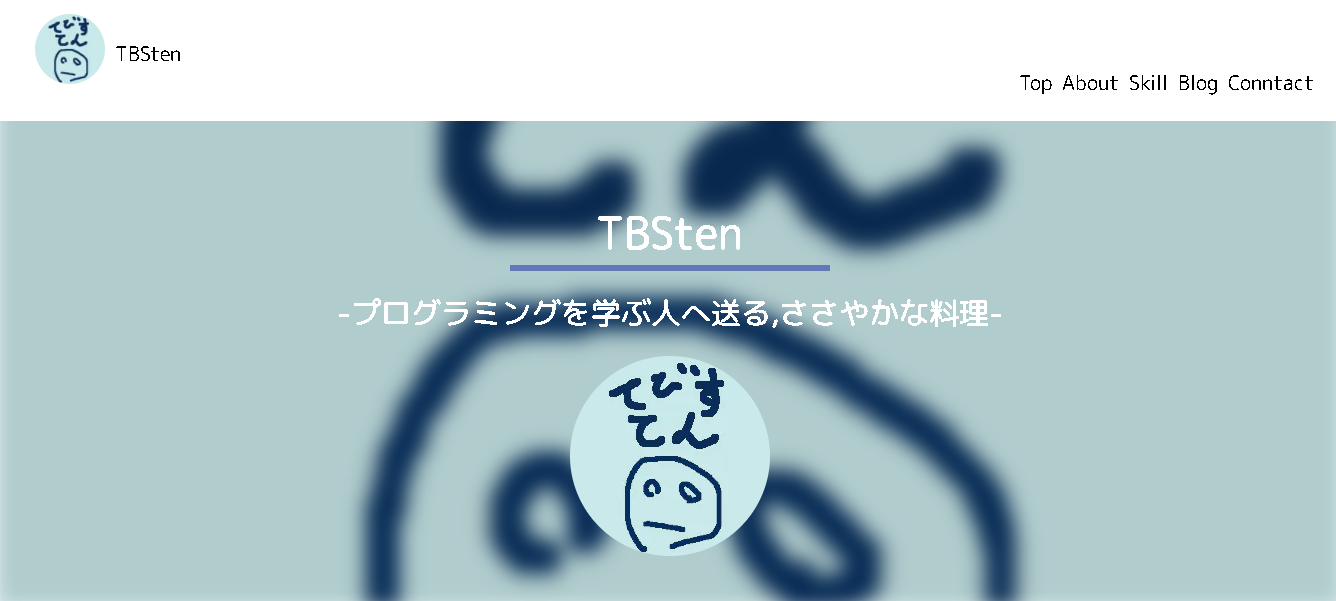 てびす
てん
TBSten
Top About Skill Blog Conntact
TBSten
-プログラミングを学ぶ人へ送る,ささやかな料理-
てびす
てん